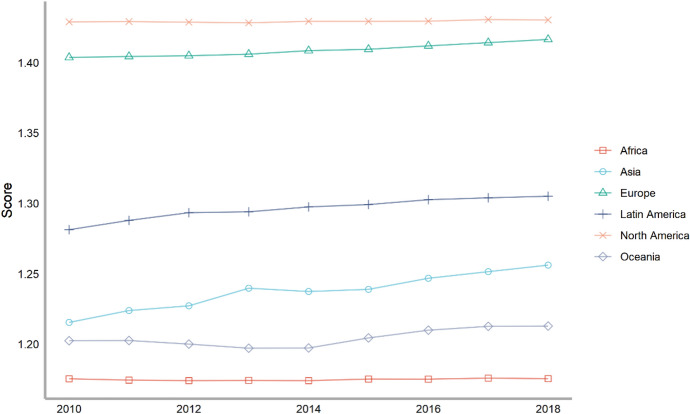 1.40
1.35
1.30
1.25
1.20
Score
2010
2012
2014
2016
2018
Africa
Asia
Europe
Latin America
North America
Oceania